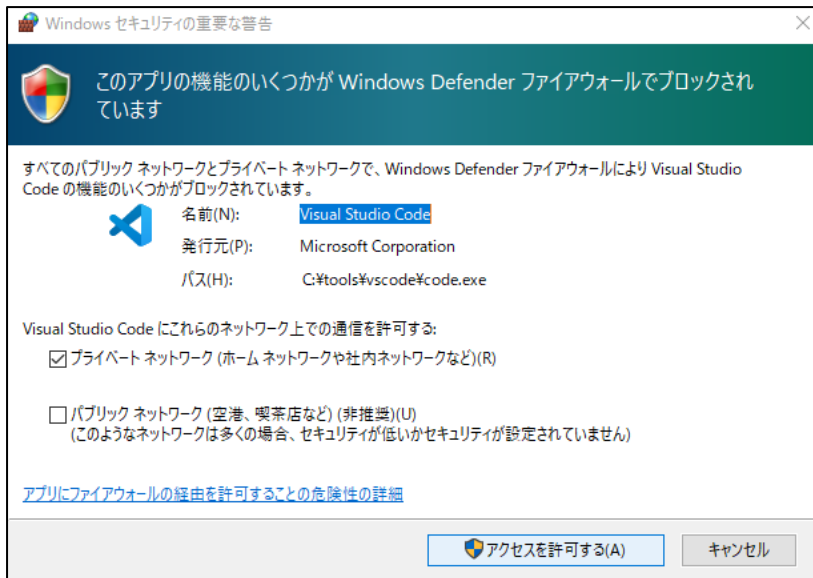 Windows セキュリティの重要な警告
このアプリの機能のいくつかが Windows Defender ファイアウォールでブロックされ
ています
すべてのパブリック ネットワークとプライベート ネットワークで、Windows Defender ファイアウォールにより Visual Studio
Code の機能のいくつかがブロックされています。
名前(N): Visual Studio Code
発行元(P): Microsoft Corporation
パス(H): C:¥tools¥vscode¥code.exe
Visual Studio Code にこれらのネットワーク上での通信を許可する:
プライベート ネットワーク (ホーム ネットワークや社内ネットワークなど)(R)
パブリック ネットワーク (空港、喫茶店など) (非推奨)(U)
(このようなネットワークは多くの場合、セキュリティが低いかセキュリティが設定されていません)
アプリにファイアウォールの経由を許可することの危険性の詳細
アクセスを許可する(A) キャンセル